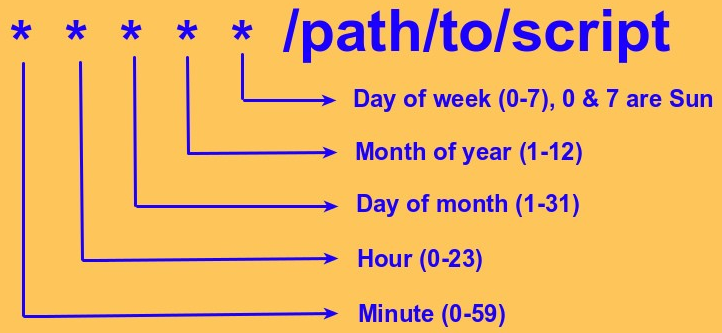 * * * * * /path/to/script
Day of week (0-7), 0 & 7 are Sun
Month of year (1-12)
Day of month (1-31)
Hour (0-23)
Minute (0-59)